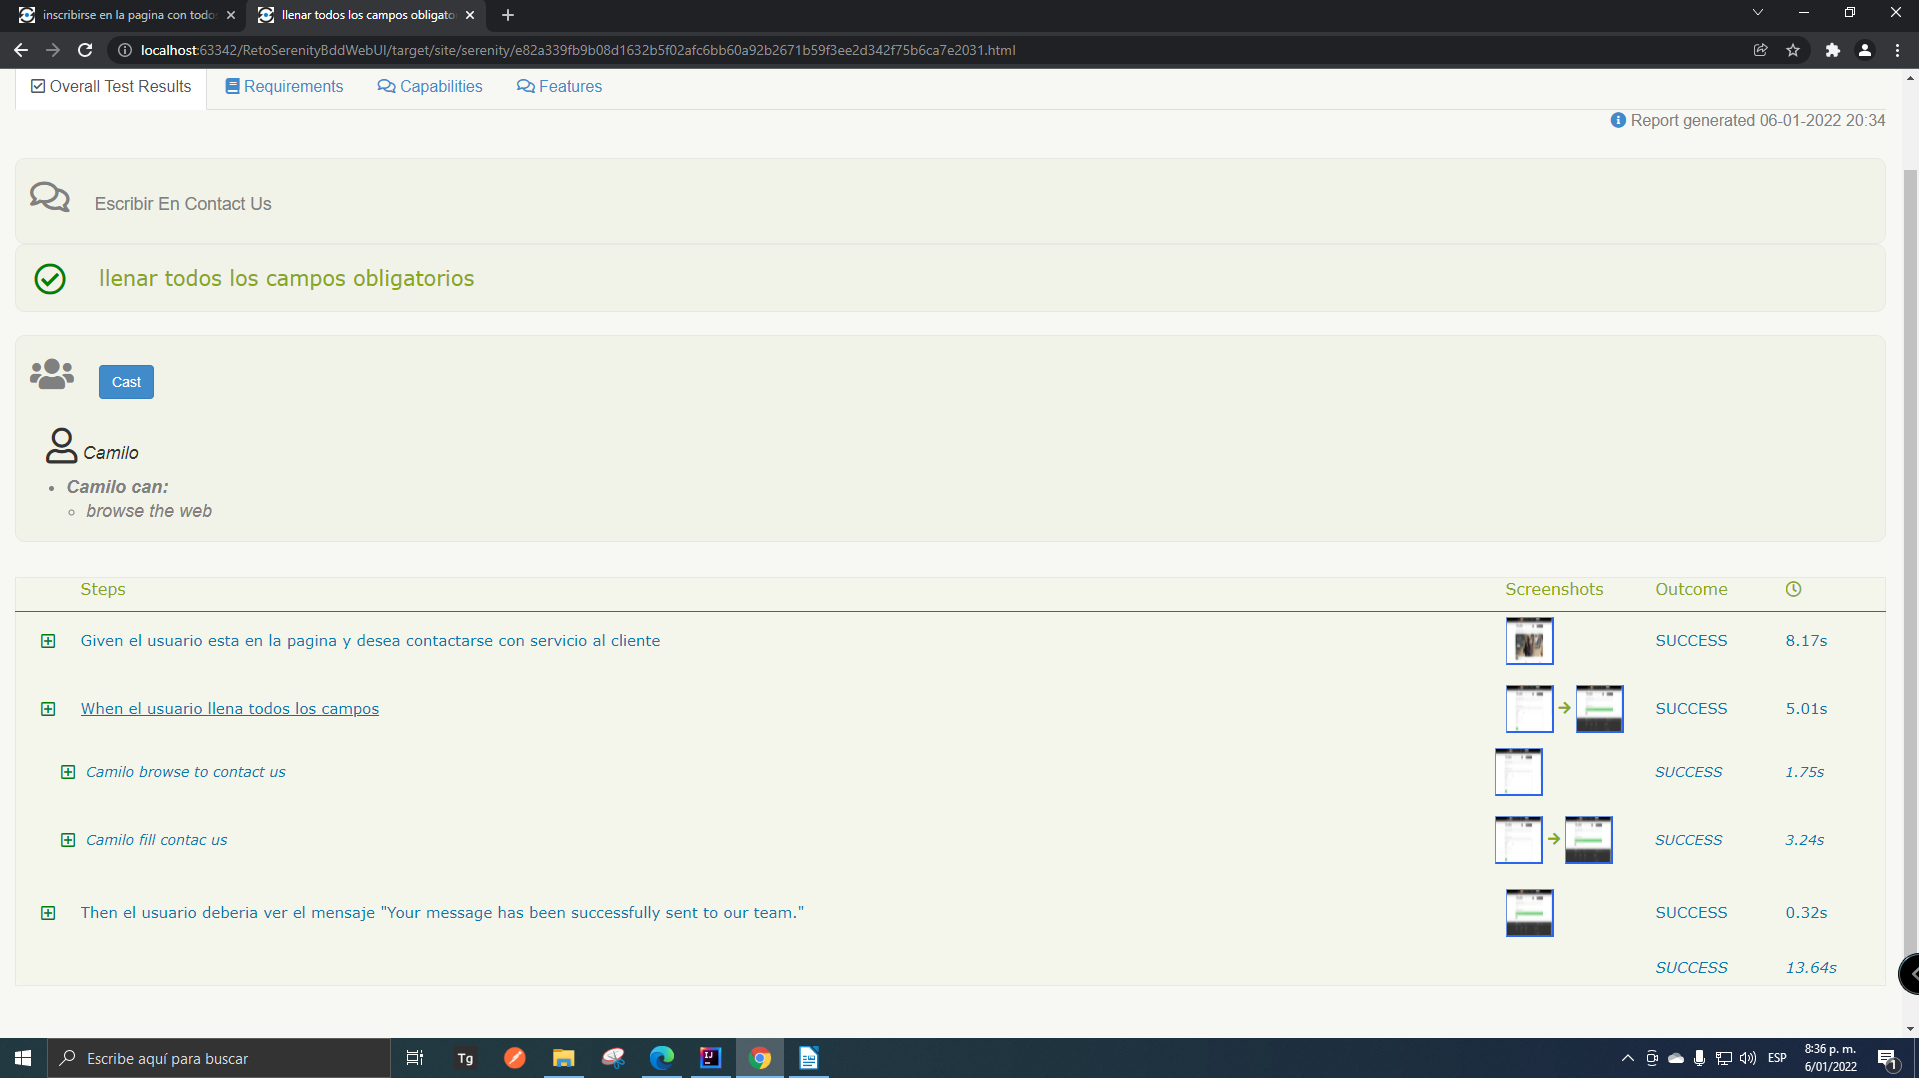 inscribirse en la pagina con todos
llenar todos los campos obligato
localhost:63342/RetoSerenityBddWebUI/target/site/serenity/e82a339fb9b08d1632b5f02afc6bb60a92b2671b59f3ee2d342f75b6ca7e2031.html
Overall Test Results Requirements Capabilities Features
Report generated 06-01-2022 20:34
Escribir En Contact Us
llenar todos los campos obligatorios
Cast
Camilo
Camilo can:
browse the web
Steps Screenshots Outcome
Given el usuario esta en la pagina y desea contactarse con servicio al cliente SUCCESS 8.17s
When el usuario llena todos los campos SUCCESS 5.01s
Camilo browse to contact us SUCCESS 1.75s
Camilo fill contac us SUCCESS 3.24s
Then el usuario deberia ver el mensaje "Your message has been successfully sent to our team." SUCCESS 0.32s
SUCCESS 13.64s
Escribe aquí para buscar
Tg
IJ
ESP
8:36 p. m.
6/01/2022
1